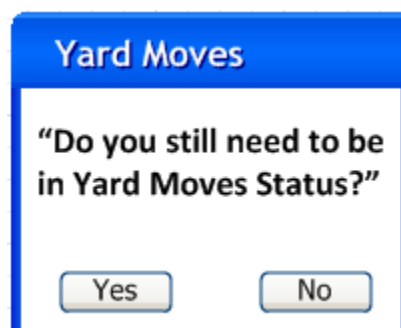 Yard Moves
“Do you still need to be
in Yard Moves Status?”
Yes No